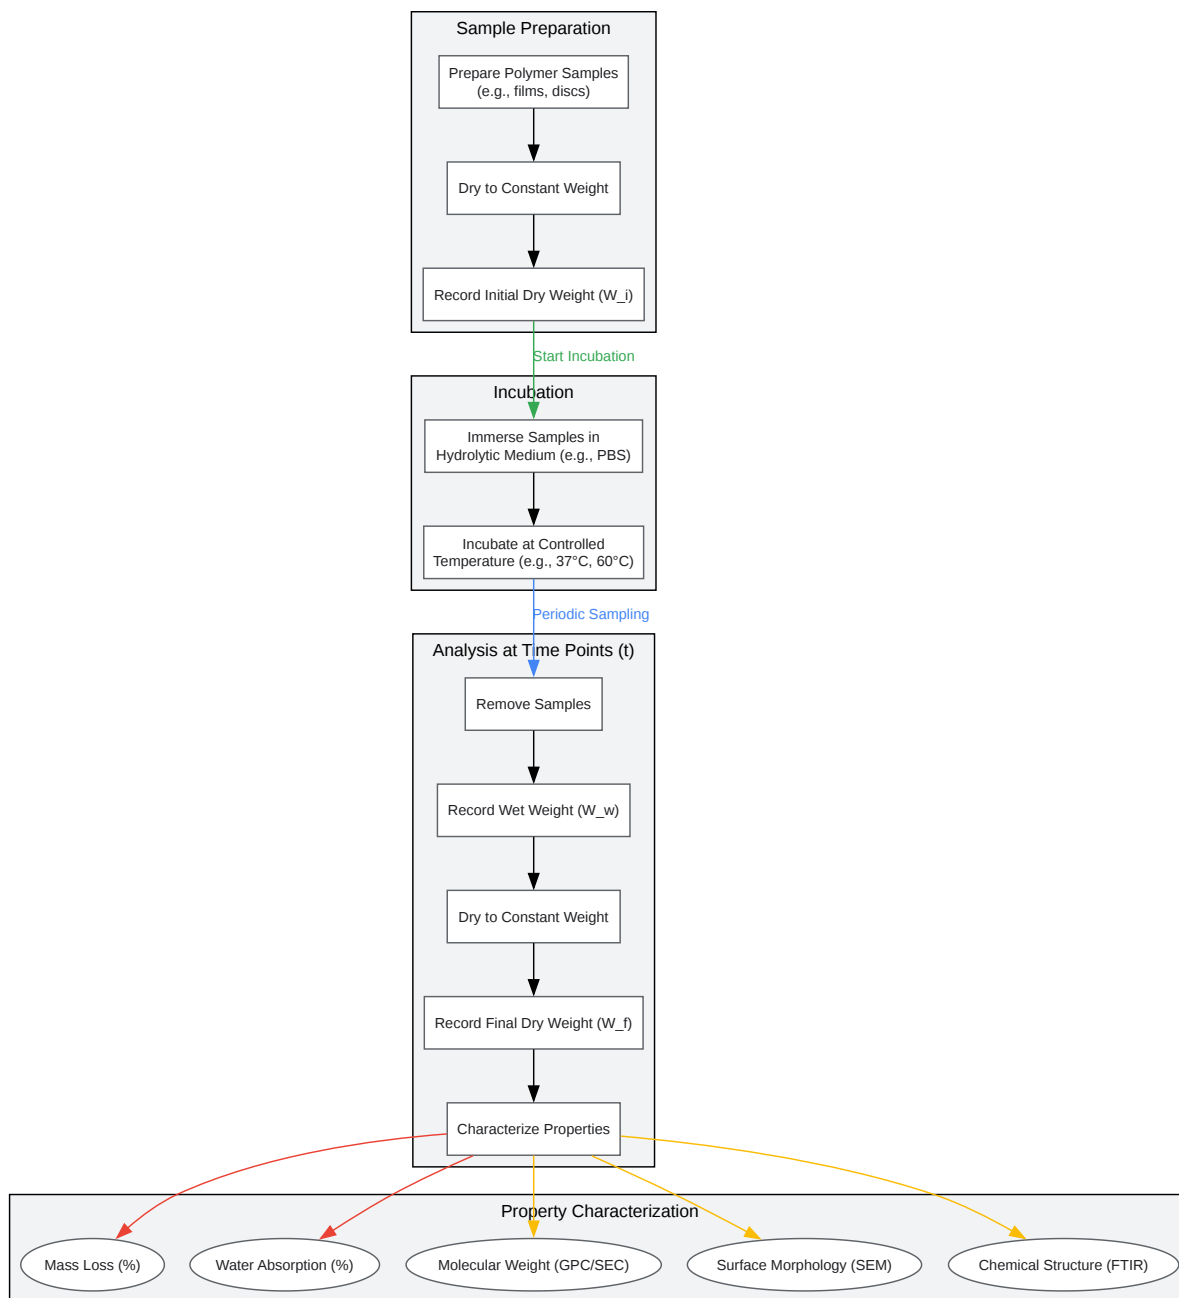 Sample Preparation
Prepare Polymer Samples
(e.g., films, discs)
Dry to Constant Weight
Record Initial Dry Weight (W_i)
Start Incubation
Incubation
Immerse Samples in
Hydrolytic Medium (e.g., PBS)
Incubate at Controlled
Temperature (e.g., 37°C, 60°C)
Periodic Sampling
Analysis at Time Points (t)
Remove Samples
Record Wet Weight (W_w)
Dry to Constant Weight
Record Final Dry Weight (W_f)
Characterize Properties
Property Characterization
Mass Loss (%)
Water Absorption (%)
Molecular Weight (GPC/SEC)
Surface Morphology (SEM)
Chemical Structure (FTIR)